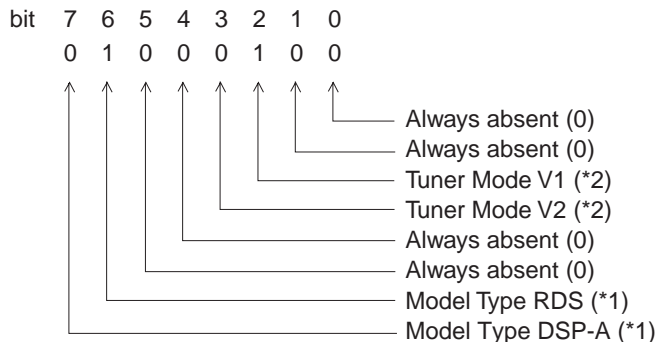 bit 7 6 5 4 3 2 1 0
0 1 0 0 0 1 0 0
Always absent (0)
Always absent (0)
Tuner Mode V1 (*2)
Tuner Mode V2 (*2)
Always absent (0)
Always absent (0)
Model Type RDS (*1)
Model Type DSP-A (*1)